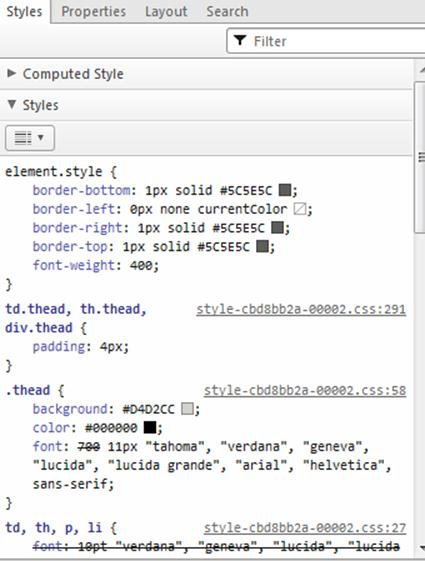 Styles Properties Layout Search
Filter
Computed Style
Styles
element.style {
border-bottom: 1px solid #5C5E5C ;
border-left: 0px none currentColor ;
border-right: 1px solid #5C5E5C ;
border-top: 1px solid #5C5E5C ;
font-weight: 400;
}
td.thead, th.thead, style-cbd8bb2a-00002.css:291
div.thead {
padding: 4px;
}
.thead { style-cbd8bb2a-00002.css:58
background: #D4D2CC ;
color: #000000 ;
font: 700 11px "tahoma", "verdana", "geneva",
"lucida", "lucida grande", "arial", "helvetica",
sans-serif;
}
td, th, p, li { style-cbd8bb2a-00002.css:27
font: 10pt "verdana", "geneva", "lucida", "lucida